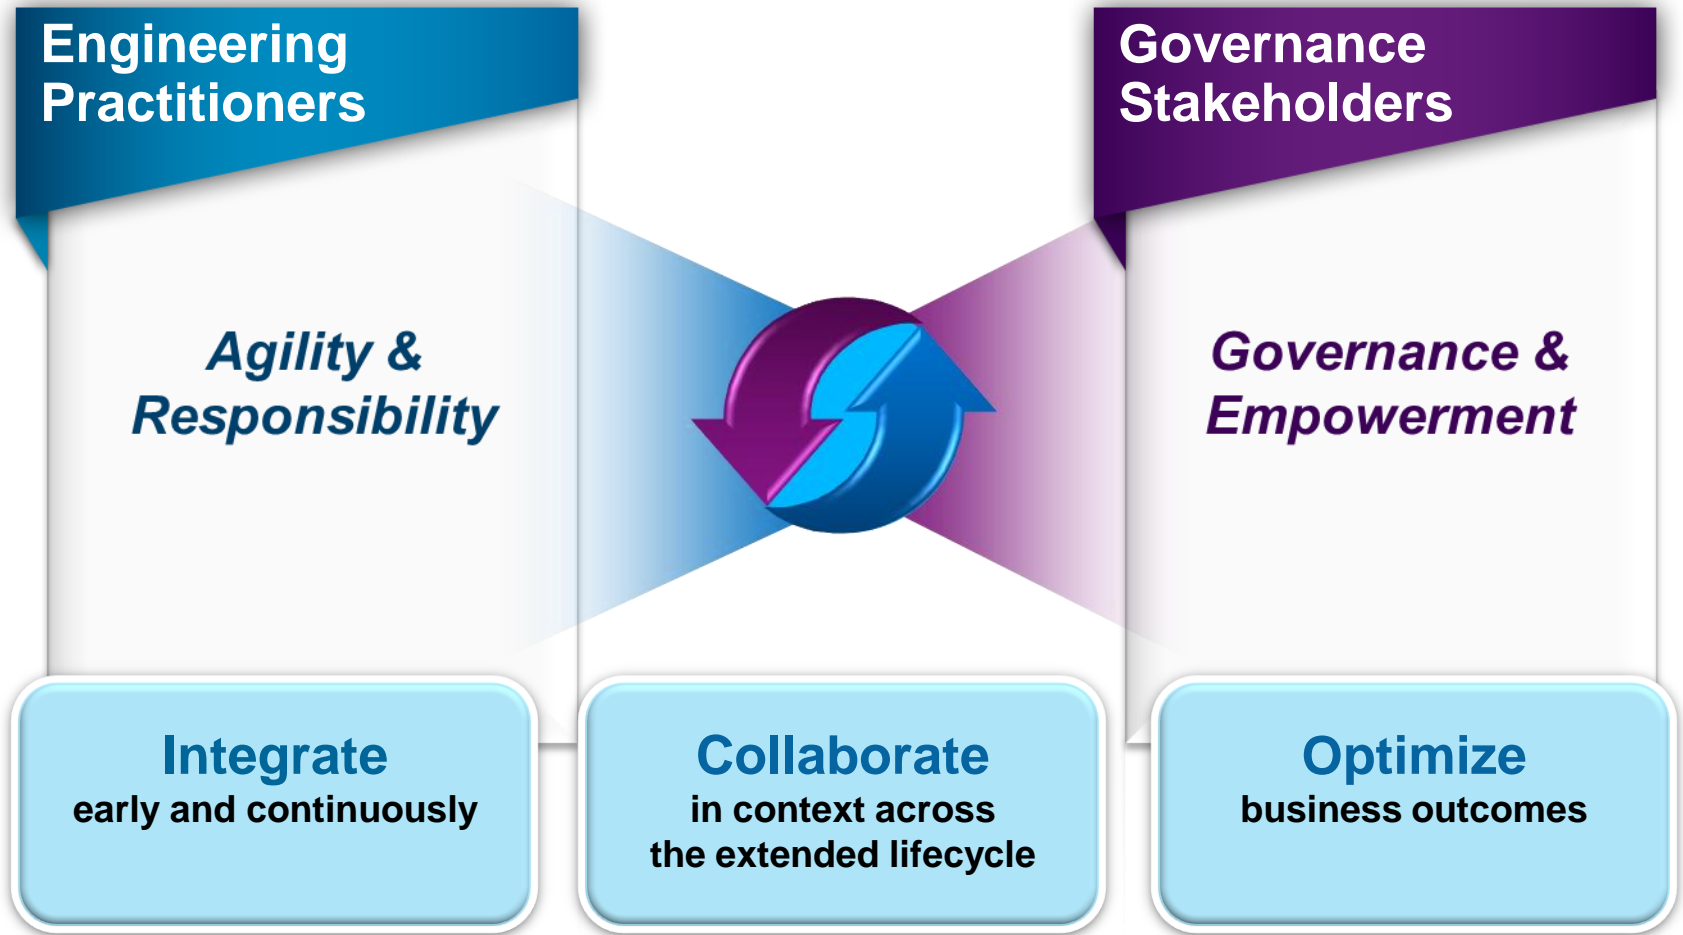 Engineering
Practitioners
Governance
Stakeholders
Agility &
Responsibility
Governance &
Empowerment
Integrate
early and continuously
Collaborate
in context across
the extended lifecycle
Optimize
business outcomes